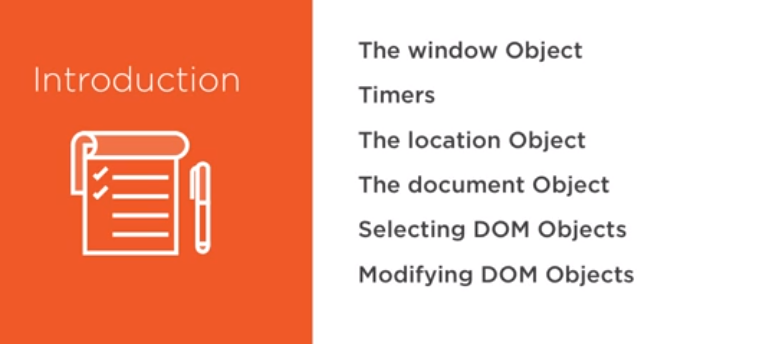 Introduction
The window Object
Timers
The location Object
The document Object
Selecting DOM Objects
Modifying DOM Objects